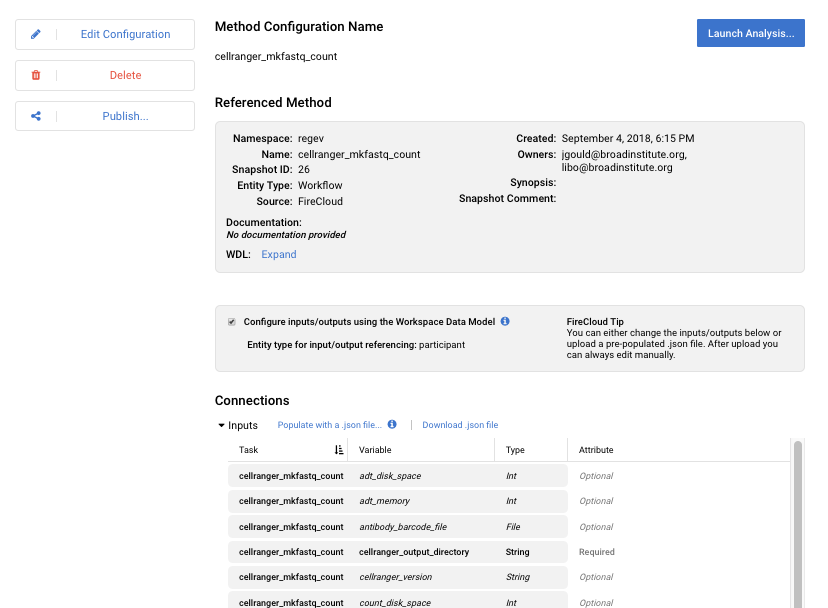 Edit Configuration
Delete
Publish...
Method Configuration Name
Launch Analysis...
cellranger_mkfastq_count
Referenced Method
Namespace: regev
Name: cellranger_mkfastq_count
Snapshot ID: 26
Entity Type: Workflow
Source: FireCloud
Created: September 4, 2018, 6:15 PM
Owners: jgould@broadinstitute.org,
libo@broadinstitute.org
Synopsis:
Snapshot Comment:
Documentation:
No documentation provided
WDL: Expand
Configure inputs/outputs using the Workspace Data Model
Entity type for input/output referencing: participant
FireCloud Tip
You can either change the inputs/outputs below or
upload a pre-populated .json file. After upload you
can always edit manually.
Connections
Inputs Populate with a .json file... | Download .json file
Task Variable Type Attribute
cellranger_mkfastq_count adt_disk_space Int Optional
cellranger_mkfastq_count adt_memory Int Optional
cellranger_mkfastq_count antibody_barcode_file File Optional
cellranger_mkfastq_count cellranger_output_directory String Required
cellranger_mkfastq_count cellranger_version String Optional
cellranger_mkfastq_count count_disk_space Int Optional